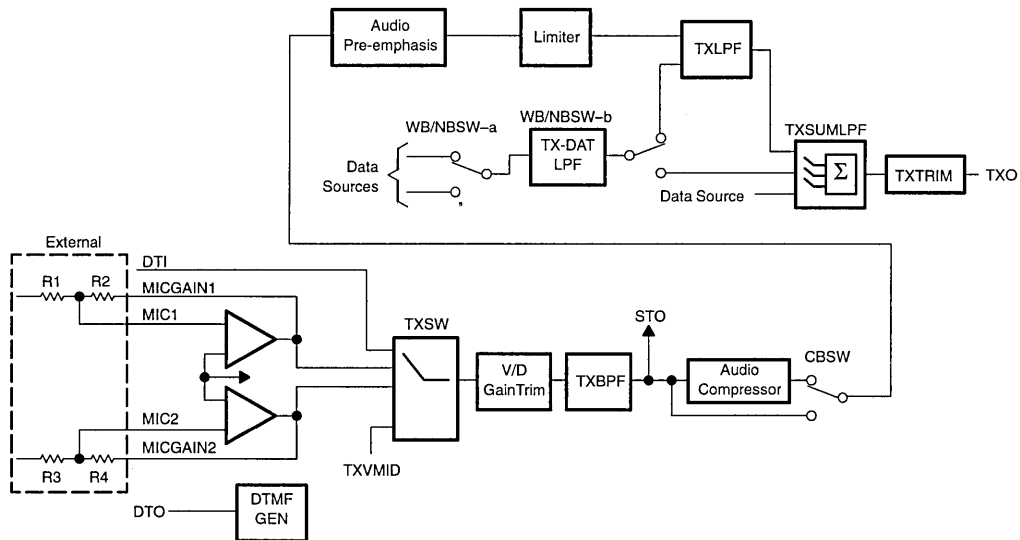 Audio
Pre-emphasis
Limiter
TXLPF
WB/NBSW–a
WB/NBSW–b
TXSUMLPF
Data
Sources
TX-DAT
LPF
Σ
TXTRIM
TXO
Data Source
External
DTI
R1
R2
MICGAIN1
MIC1
TXSW
STO
CBSW
V/D
GainTrim
TXBPF
Audio
Compressor
MIC2
MICGAIN2
TXVMID
R3
R4
DTO
DTMF
GEN